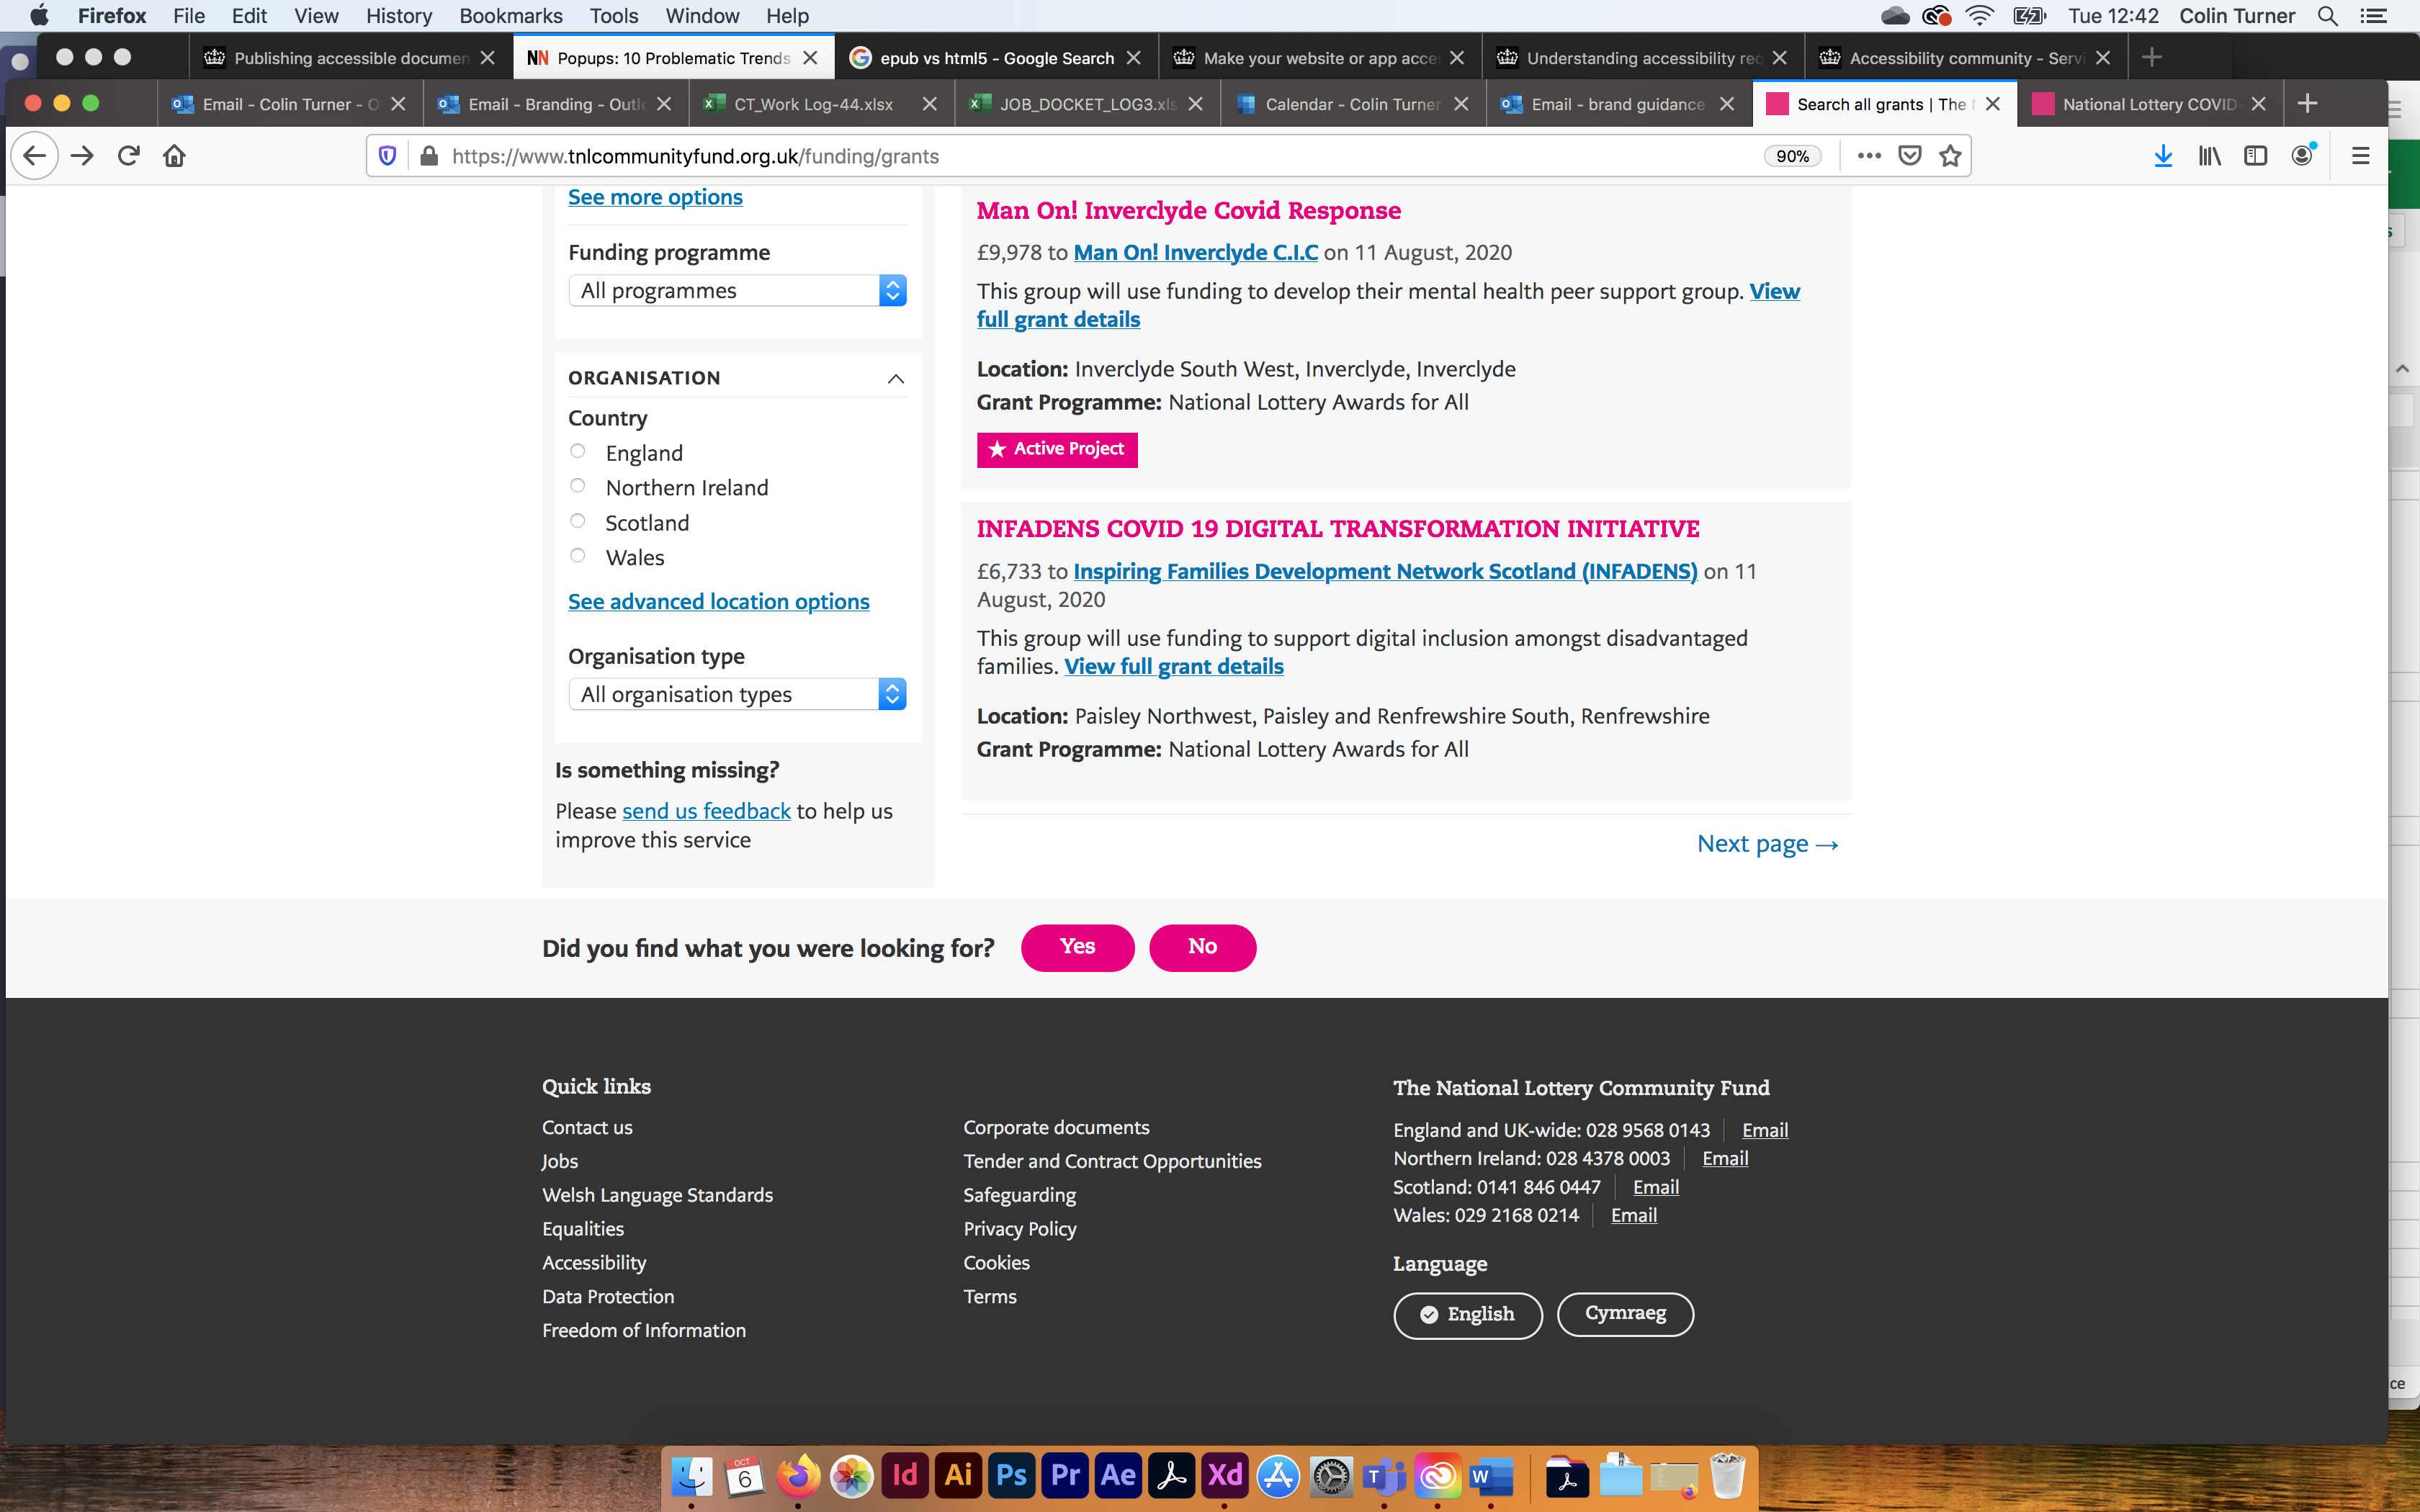 Firefox File Edit View History Bookmarks Tools Window Help Tue 12:42 Colin Turner
Publishing accessible documen
NN Popups: 10 Problematic Trends
epub vs html5 - Google Search
Make your website or app acce
Understanding accessibility req
Accessibility community - Servi
Email - Colin Turner - O
Email - Branding - Outlo
CT_Work Log-44.xlsx
JOB_DOCKET_LOG3.xls
Calendar - Colin Turner
Email - brand guidance
Search all grants | The
National Lottery COVID
https://www.tnlcommunityfund.org.uk/funding/grants
90%
See more options
Funding programme
All programmes
ORGANISATION
Country
England
Northern Ireland
Scotland
Wales
See advanced location options
Organisation type
All organisation types
Is something missing?
Please send us feedback to help us
improve this service
Man On! Inverclyde Covid Response
£9,978 to Man On! Inverclyde C.I.C on 11 August, 2020
This group will use funding to develop their mental health peer support group. View
full grant details
Location: Inverclyde South West, Inverclyde, Inverclyde
Grant Programme: National Lottery Awards for All
Active Project
INFADENS COVID 19 DIGITAL TRANSFORMATION INITIATIVE
£6,733 to Inspiring Families Development Network Scotland (INFADENS) on 11
August, 2020
This group will use funding to support digital inclusion amongst disadvantaged
families. View full grant details
Location: Paisley Northwest, Paisley and Renfrewshire South, Renfrewshire
Grant Programme: National Lottery Awards for All
Next page →
Did you find what you were looking for? Yes No
Quick links
Contact us
Jobs
Welsh Language Standards
Equalities
Accessibility
Data Protection
Freedom of Information
Corporate documents
Tender and Contract Opportunities
Safeguarding
Privacy Policy
Cookies
Terms
The National Lottery Community Fund
England and UK-wide: 028 9568 0143 Email
Northern Ireland: 028 4378 0003 Email
Scotland: 0141 846 0447 Email
Wales: 029 2168 0214 Email
Language
English Cymraeg
ce
OCT
6
Id Ai Ps Pr Ae Xd T W